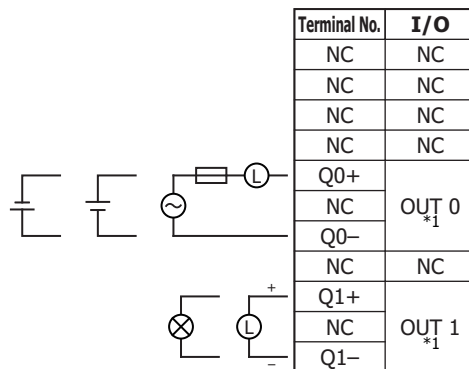 Terminal No. I/O
NC NC
NC NC
NC NC
NC NC
L Q0+
NC OUT 0
*1
Q0–
NC NC
+ Q1+
L NC OUT 1
*1
– Q1–